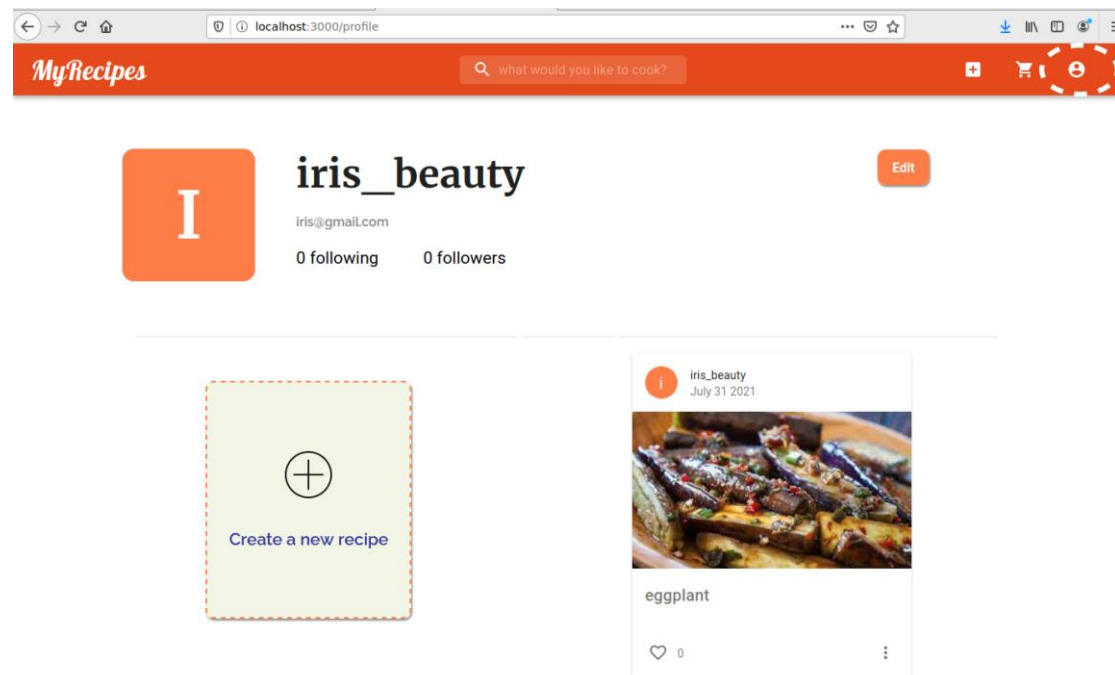 localhost:3000/profile
MyRecipes
what would you like to cook?
I
iris_beauty
Edit
iris@gmail.com
0 following 0 followers
i
iris_beauty
July 31 2021
Create a new recipe
eggplant
0